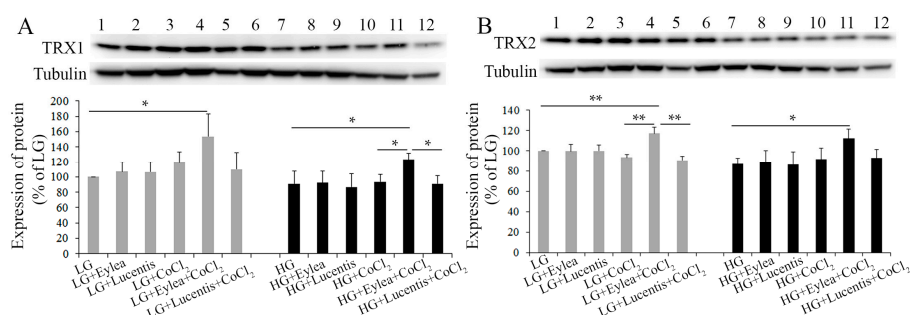 A
1 2 3 4 5 6 7 8 9 10 11 12
TRX1
Tubulin
Expression of protein
(% of LG)
200
180
160
140
120
100
80
60
40
20
0
*
*
* *
LG
LG+Eylea
LG+Lucentis
LG+CoCl2
LG+Eylea+CoCl2
LG+Lucentis+CoCl2
HG
HG+Eylea
HG+Lucentis
HG+CoCl2
HG+Eylea+CoCl2
HG+Lucentis+CoCl2
B
1 2 3 4 5 6 7 8 9 10 11 12
TRX2
Tubulin
Expression of protein
(% of LG)
140
120
100
80
60
40
20
0
**
** **
*
LG
LG+Eylea
LG+Lucentis
LG+CoCl2
LG+Eylea+CoCl2
LG+Lucentis+CoCl2
HG
HG+Eylea
HG+Lucentis
HG+CoCl2
HG+Eylea+CoCl2
HG+Lucentis+CoCl2